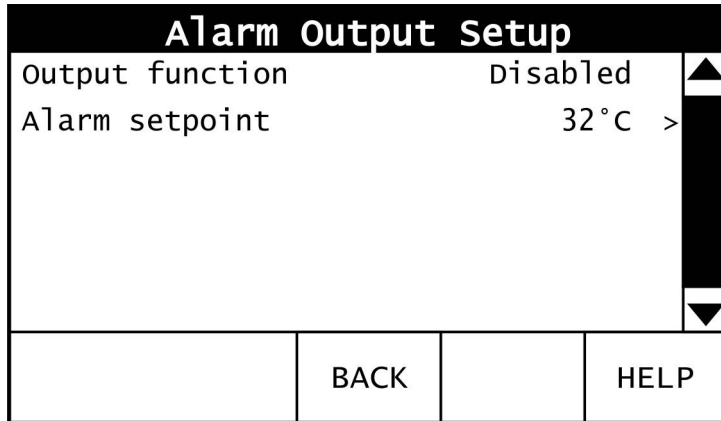 Alarm Output Setup
Output function Disabled
Alarm setpoint 32°C >
BACK HELP